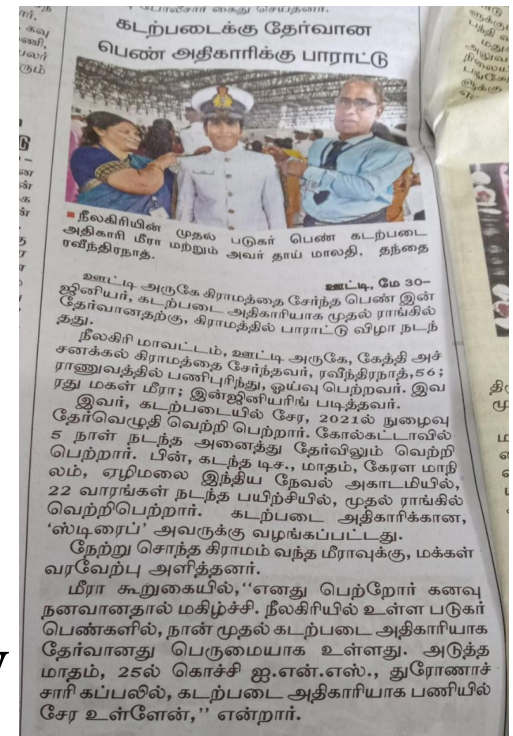 கடற்படைக்கு தேர்வான
பெண் அதிகாரிக்கு பாராட்டு
நீலகிரியின் முதல் படுகர் பெண் கடற்படை
அதிகாரி மீரா மற்றும் அவர் தாய் மாலதி, தந்தை
ரவீந்திரநாத்.
ஊட்டி, மே 30–
ஊட்டி அருகே கிராமத்தை சேர்ந்த பெண் இன்
ஜினியர், கடற்படை அதிகாரியாக முதல் ராங்கில்
தேர்வானதற்கு, கிராமத்தில் பாராட்டு விழா நடந்
தது.
நீலகிரி மாவட்டம், ஊட்டி அருகே, கேத்தி அச்
சனக்கல் கிராமத்தை சேர்ந்தவர், ரவீந்திரநாத்,56;
ராணுவத்தில் பணிபுரிந்து, ஓய்வு பெற்றவர். இவ
ரது மகள் மீரா; இன்ஜினியரிங் படித்தவர்.
இவர், கடற்படையில் சேர, 2021ல் நுழைவு
தேர்வெழுதி வெற்றி பெற்றார். கோல்கட்டாவில்
5 நாள் நடந்த அனைத்து தேர்விலும் வெற்றி
பெற்றார். பின், கடந்த டிச., மாதம், கேரள மாநி
லம், ஏழிமலை இந்திய நேவல் அகாடமியில்,
22 வாரங்கள் நடந்த பயிற்சியில், முதல் ராங்கில்
வெற்றிபெற்றார். கடற்படை அதிகாரிக்கான,
‘ஸ்டிரைப்’ அவருக்கு வழங்கப்பட்டது.
நேற்று சொந்த கிராமம் வந்த மீராவுக்கு, மக்கள்
வரவேற்பு அளித்தனர்.
மீரா கூறுகையில்,‘‘எனது பெற்றோர் கனவு
நனவானதால் மகிழ்ச்சி. நீலகிரியில் உள்ள படுகர்
பெண்களில், நான் முதல் கடற்படை அதிகாரியாக
தேர்வானது பெருமையாக உள்ளது. அடுத்த
மாதம், 25ல் கொச்சி ஐ.என்.எஸ்., துரோணாச்
சாரி கப்பலில், கடற்படை அதிகாரியாக பணியில்
சேர உள்ளேன்,’’ என்றார்.